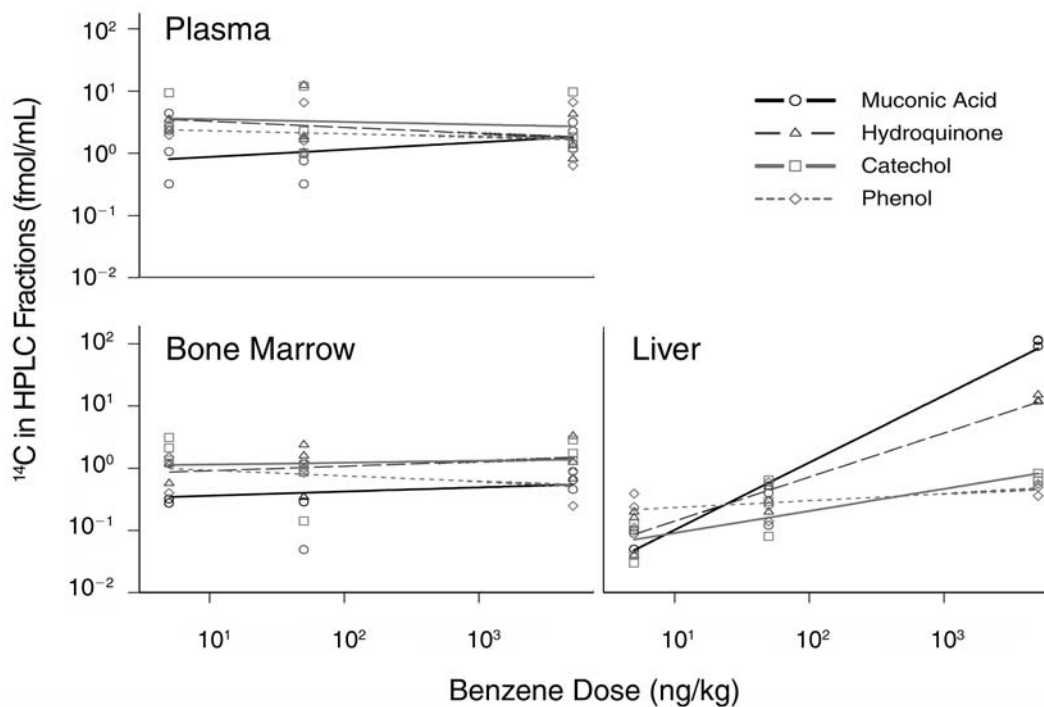 Plasma
10²
10¹
10⁰
10⁻¹
10⁻²
Muconic Acid
Hydroquinone
Catechol
Phenol
¹⁴C in HPLC Fractions (fmol/mL)
Bone Marrow
10²
10¹
10⁰
10⁻¹
10⁻²
Liver
10¹ 10² 10³
10¹ 10² 10³
Benzene Dose (ng/kg)